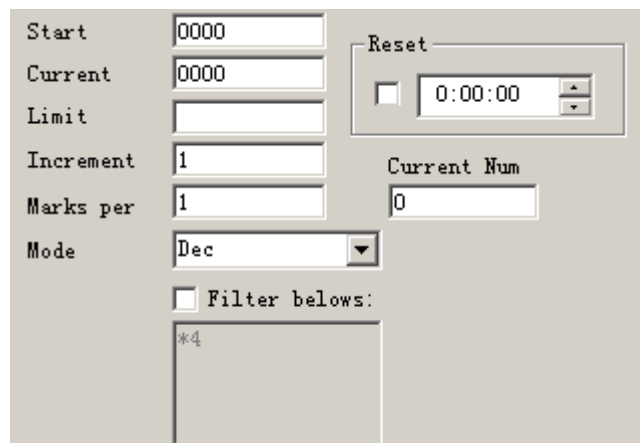 Start 0000
Reset
Current 0000
0:00:00
Limit
Increment 1
Current Num
Marks per 1
0
Mode Dec
Filter belows:
*4